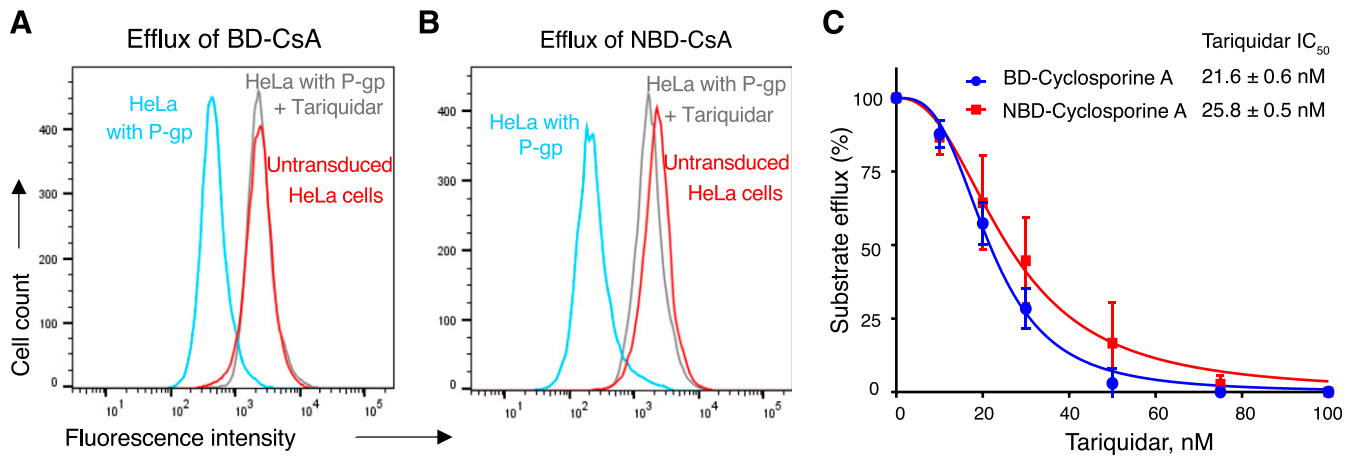 A
Efflux of BD-CsA
HeLa with P-gp
+ Tariquidar
HeLa
with P-gp
Untransduced
HeLa cells
Cell count
400
300
200
100
0
10^1
10^2
10^3
10^4
10^5
Fluorescence intensity
B
Efflux of NBD-CsA
HeLa with P-gp
+ Tariquidar
HeLa with
P-gp
Untransduced
HeLa cells
400
300
200
100
0
10^1
10^2
10^3
10^4
10^5
C
Tariquidar IC50
BD-Cyclosporine A 21.6 ± 0.6 nM
NBD-Cyclosporine A 25.8 ± 0.5 nM
Substrate efflux (%)
100
75
50
25
0
0 20 40 60 80 100
Tariquidar, nM